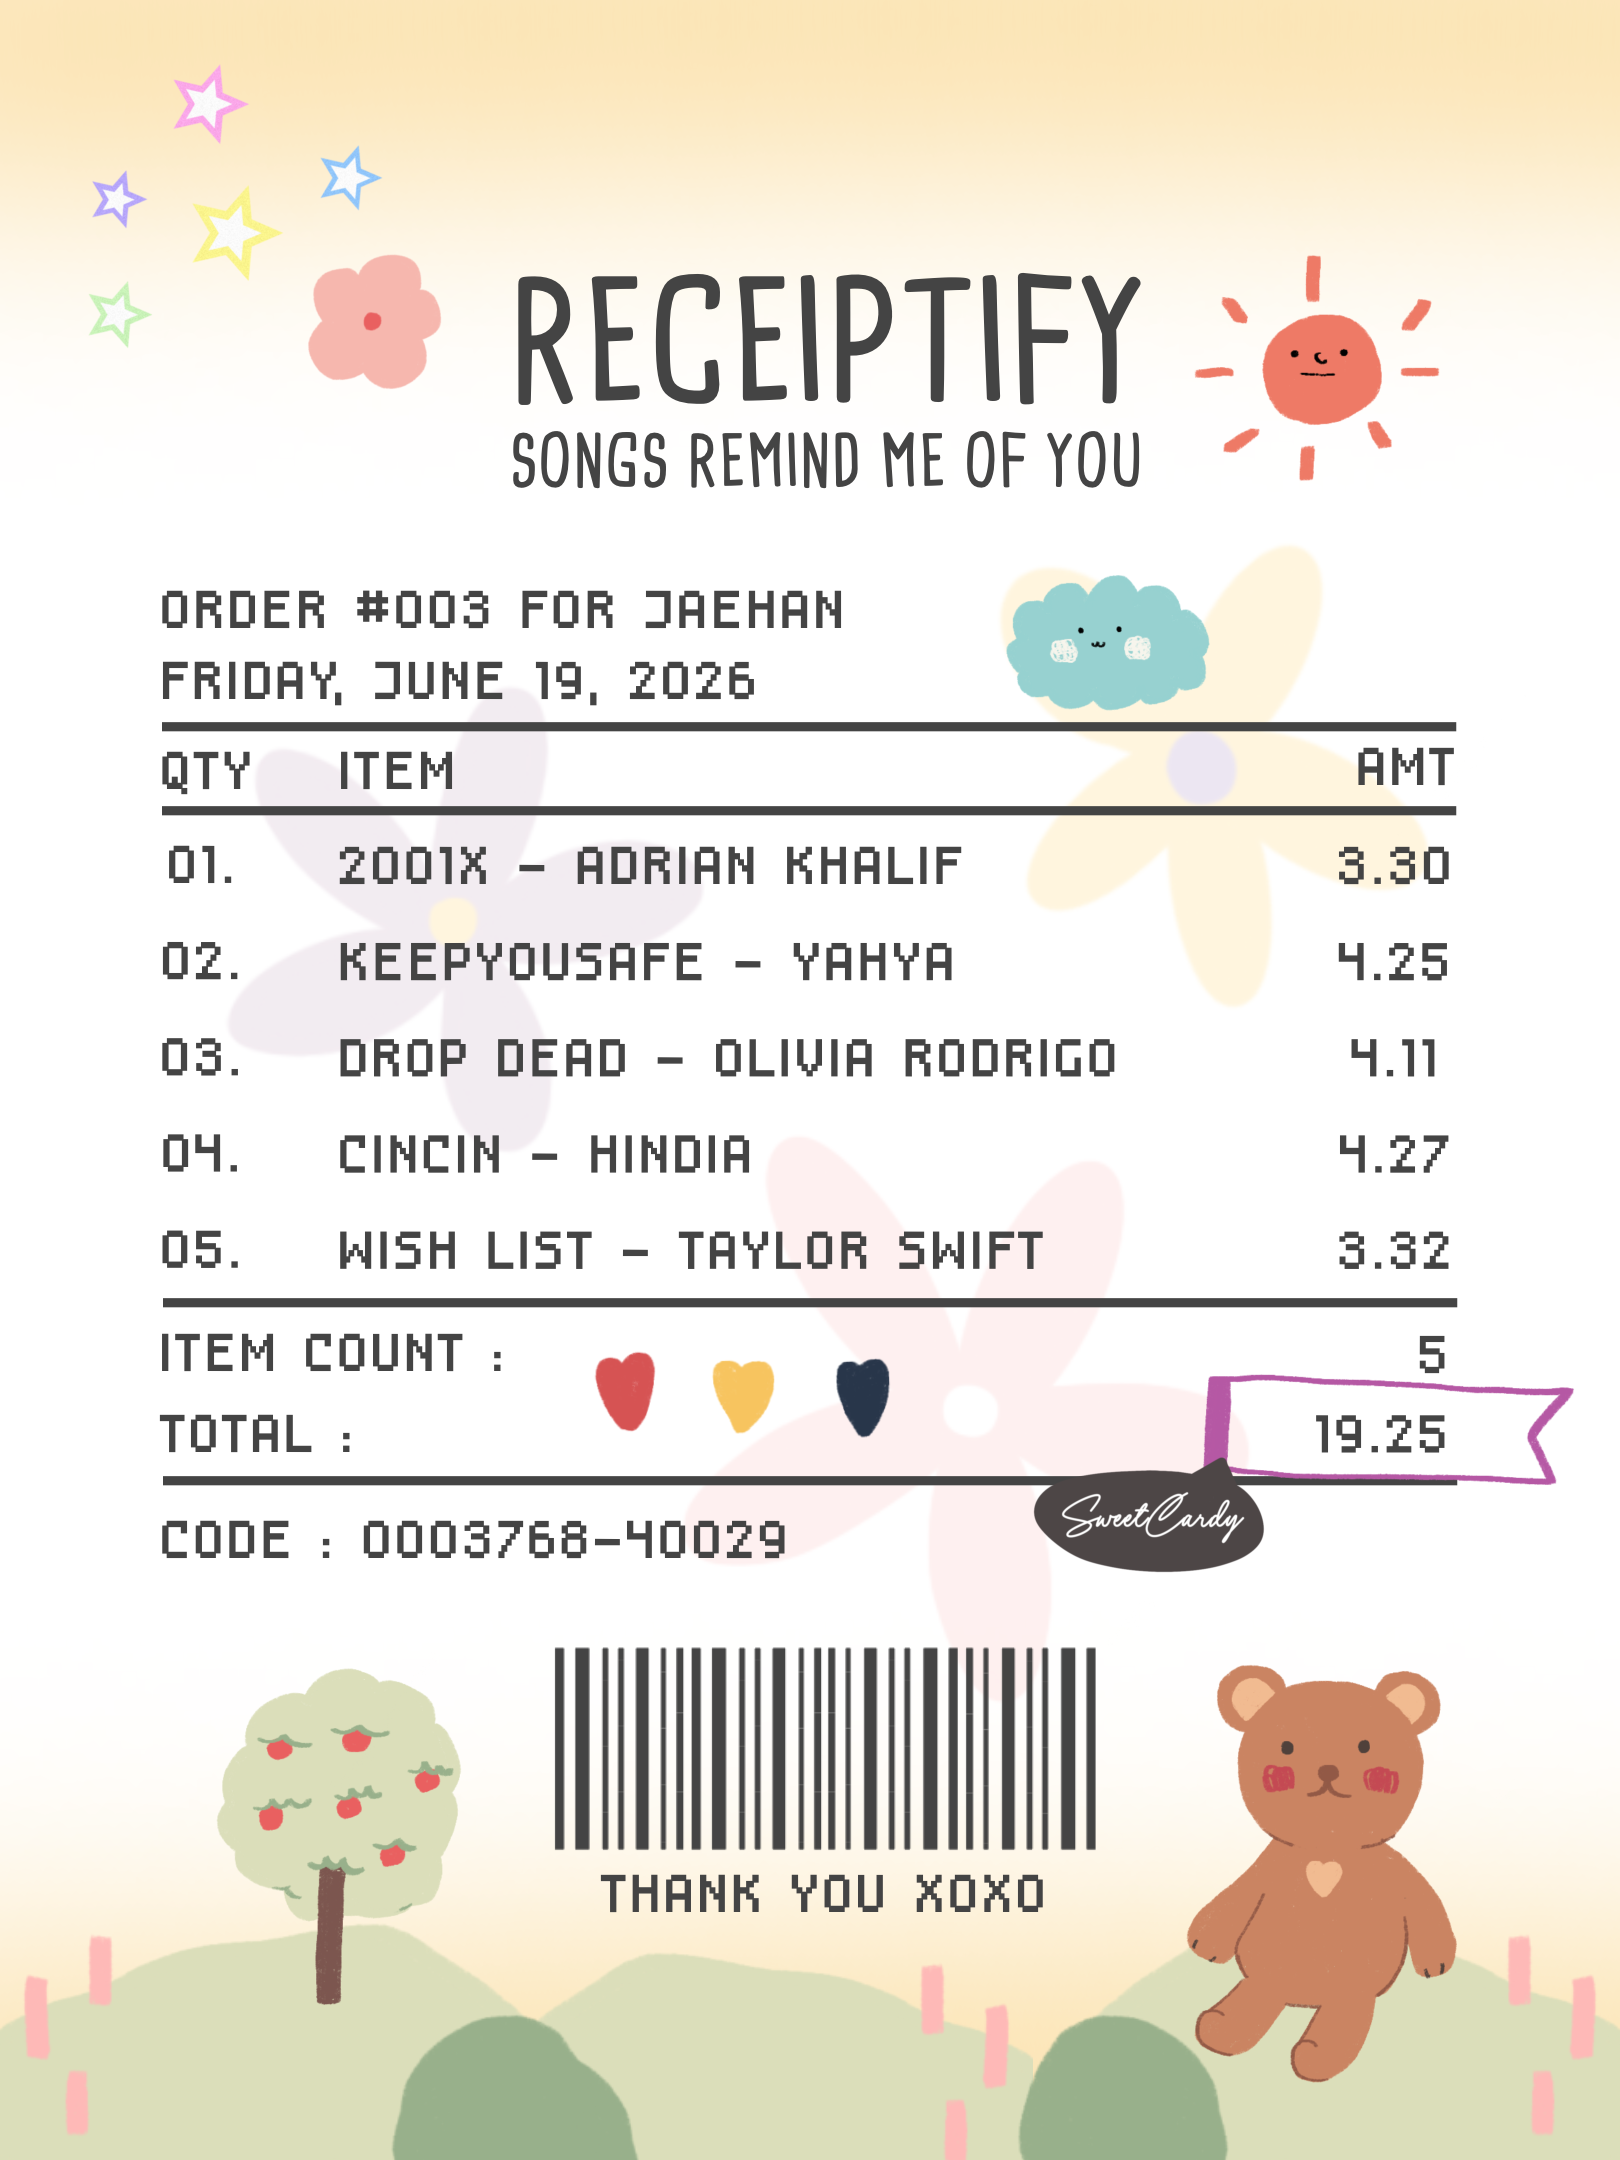 RECEIPTIFY
SONGS REMIND ME OF YOU
ORDER #003 FOR JAEHAN
FRIDAY, JUNE 19, 2026
QTY ITEM AMT
01. 2001X - ADRIAN KHALIF 3.30
02. KEEPYOUSAFE - YAHYA 4.25
03. DROP DEAD - OLIVIA RODRIGO 4.11
04. CINCIN - HINDIA 4.27
05. WISH LIST - TAYLOR SWIFT 3.32
ITEM COUNT : 5
TOTAL : 19.25
CODE : 0003768-40029
SweetCardy
THANK YOU XOXO